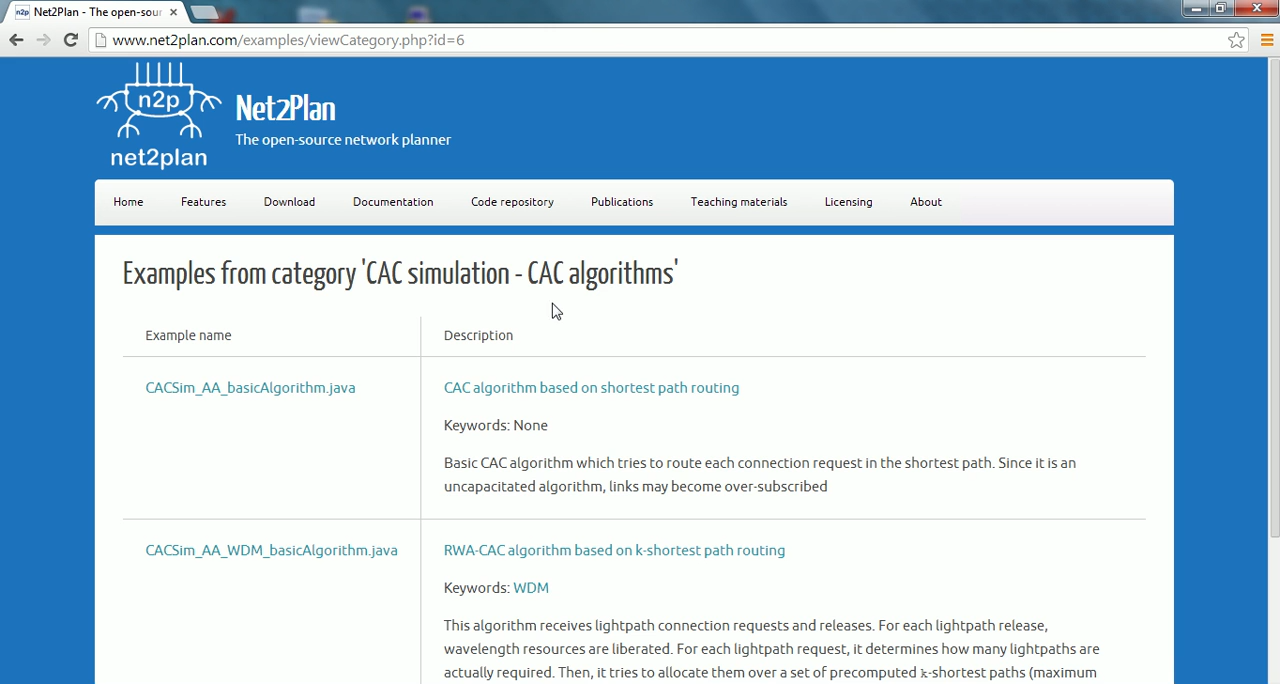 Net2Plan - The open-sour
www.net2plan.com/examples/viewCategory.php?id=6
n2p
net2plan
Net2Plan
The open-source network planner
Home Features Download Documentation Code repository Publications Teaching materials Licensing About
Examples from category 'CAC simulation - CAC algorithms'
Example name Description
CACSim_AA_basicAlgorithm.java CAC algorithm based on shortest path routing
Keywords: None
Basic CAC algorithm which tries to route each connection request in the shortest path. Since it is an
uncapacitated algorithm, links may become over-subscribed
CACSim_AA_WDM_basicAlgorithm.java RWA-CAC algorithm based on k-shortest path routing
Keywords: WDM
This algorithm receives lightpath connection requests and releases. For each lightpath release,
wavelength resources are liberated. For each lightpath request, it determines how many lightpaths are
actually required. Then, it tries to allocate them over a set of precomputed k-shortest paths (maximum